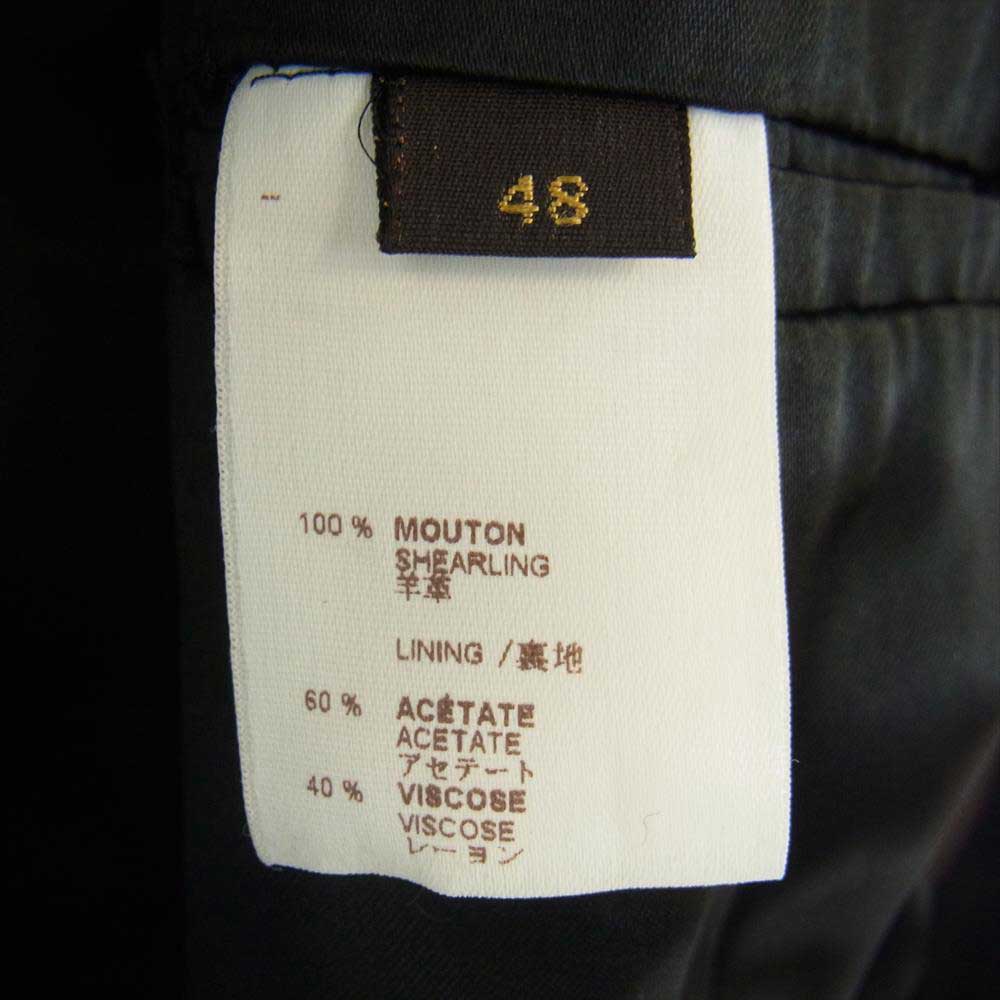 48
100 % MOUTON
SHEARLING
羊革
LINING / 裏地
60 % ACÉTATE
ACETATE
アセテート
40 % VISCOSE
VISCOSE
レーヨン